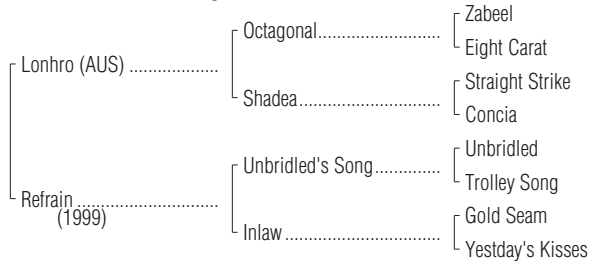 Zabeel
Octagonal
Eight Carat
Lonhro (AUS)
Straight Strike
Shadea
Concia
Unbridled
Unbridled's Song
Trolley Song
Refrain
(1999)
Gold Seam
Inlaw
Yestday's Kisses